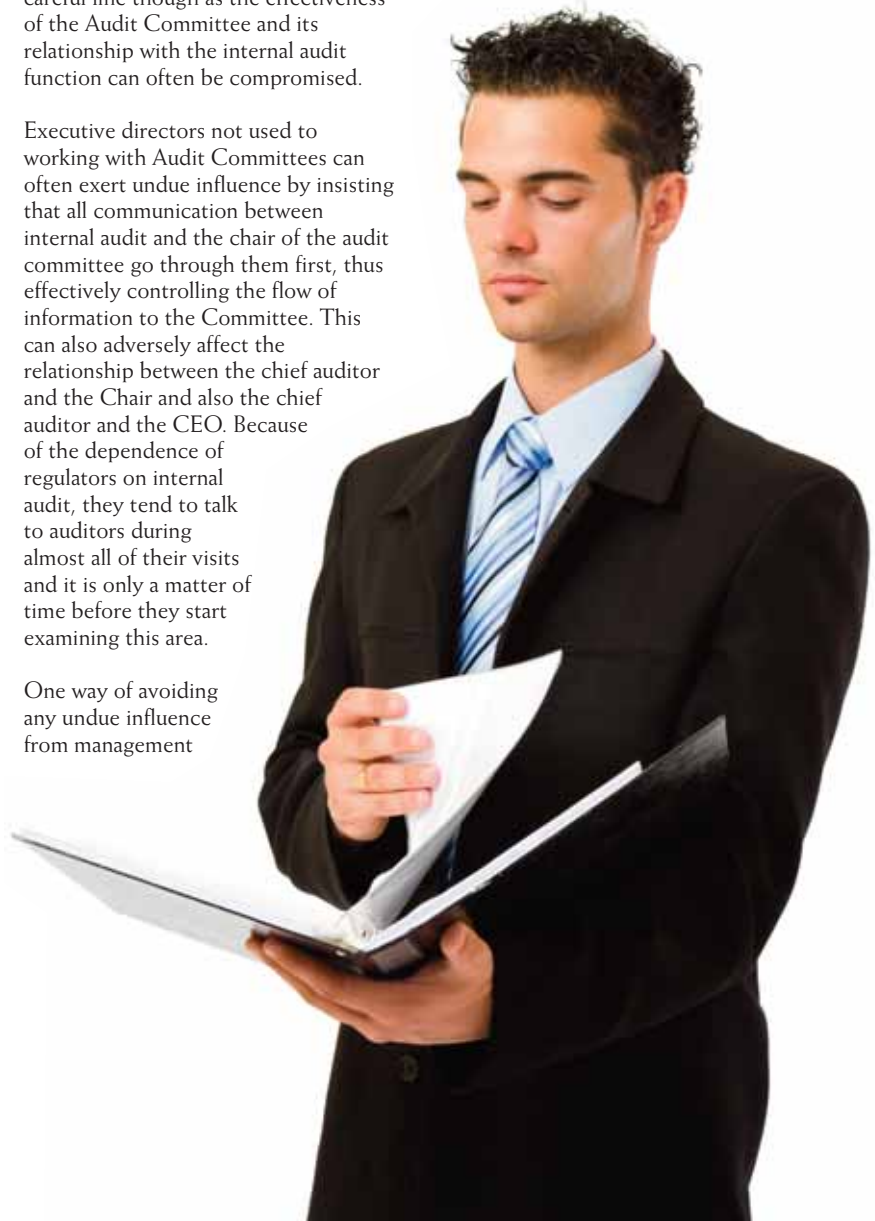 careful line though as the effectiveness
of the Audit Committee and its
relationship with the internal audit
function can often be compromised.
Executive directors not used to
working with Audit Committees can
often exert undue influence by insisting
that all communication between
internal audit and the chair of the audit
committee go through them first, thus
effectively controlling the flow of
information to the Committee. This
can also adversely affect the
relationship between the chief auditor
and the Chair and also the chief
auditor and the CEO. Because
of the dependence of
regulators on internal
audit, they tend to talk
to auditors during
almost all of their visits
and it is only a matter of
time before they start
examining this area.
One way of avoiding
any undue influence
from management